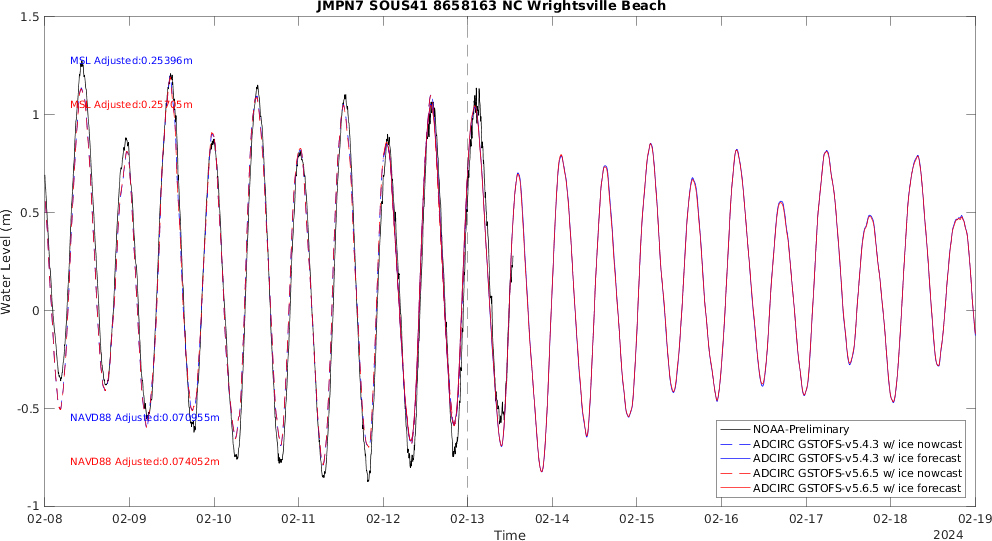 JMPN7 SOUS41 8658163 NC Wrightsville Beach
1.5
1
0.5
0
-0.5
-1
Water Level (m)
MSL Adjusted:0.25396m
MSL Adjusted:0.25705m
NAVD88 Adjusted:0.070955m
NAVD88 Adjusted:0.074052m
NOAA-Preliminary
ADCIRC GSTOFS-v5.4.3 w/ ice nowcast
ADCIRC GSTOFS-v5.4.3 w/ ice forecast
ADCIRC GSTOFS-v5.6.5 w/ ice nowcast
ADCIRC GSTOFS-v5.6.5 w/ ice forecast
02-08 02-09 02-10 02-11 02-12 02-13 02-14 02-15 02-16 02-17 02-18 02-19
Time
2024